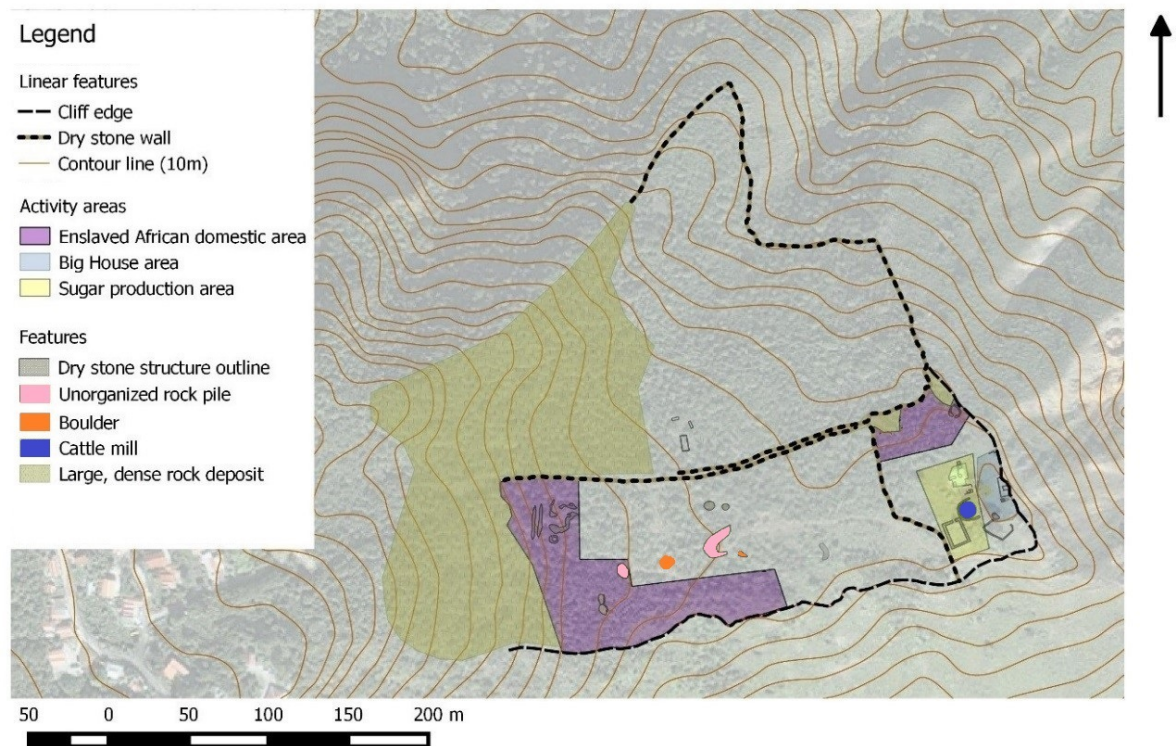 Legend
Linear features
Cliff edge
Dry stone wall
Contour line (10m)
Activity areas
Enslaved African domestic area
Big House area
Sugar production area
Features
Dry stone structure outline
Unorganized rock pile
Boulder
Cattle mill
Large, dense rock deposit
50 0 50 100 150 200 m